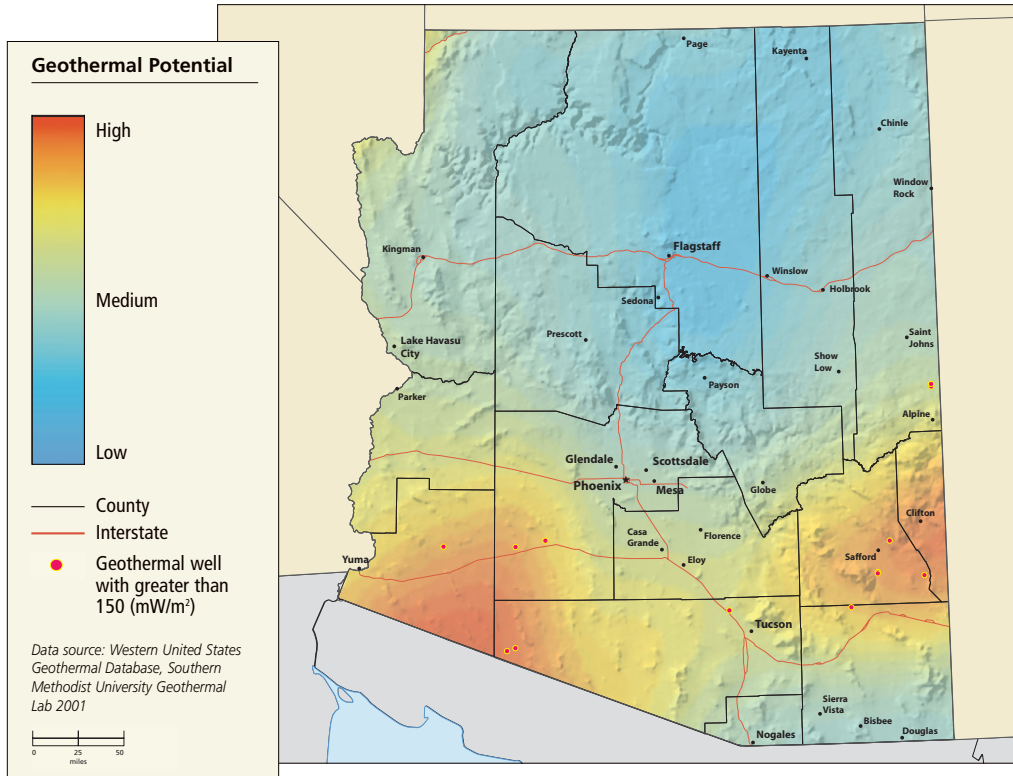 Geothermal Potential
High
Medium
Low
County
Interstate
Geothermal well
with greater than
150 (mW/m²)
Data source: Western United States
Geothermal Database, Southern
Methodist University Geothermal
Lab 2001
0 25 50
miles
Page
Kayenta
Chinle
Window
Rock
Kingman
Flagstaff
Winslow
Holbrook
Sedona
Prescott
Lake Havasu
City
Saint
Johns
Show
Low
Payson
Parker
Alpine
Glendale
Scottsdale
Phoenix
Mesa
Globe
Clifton
Casa
Grande
Florence
Safford
Yuma
Eloy
Tucson
Sierra
Vista
Bisbee
Douglas
Nogales